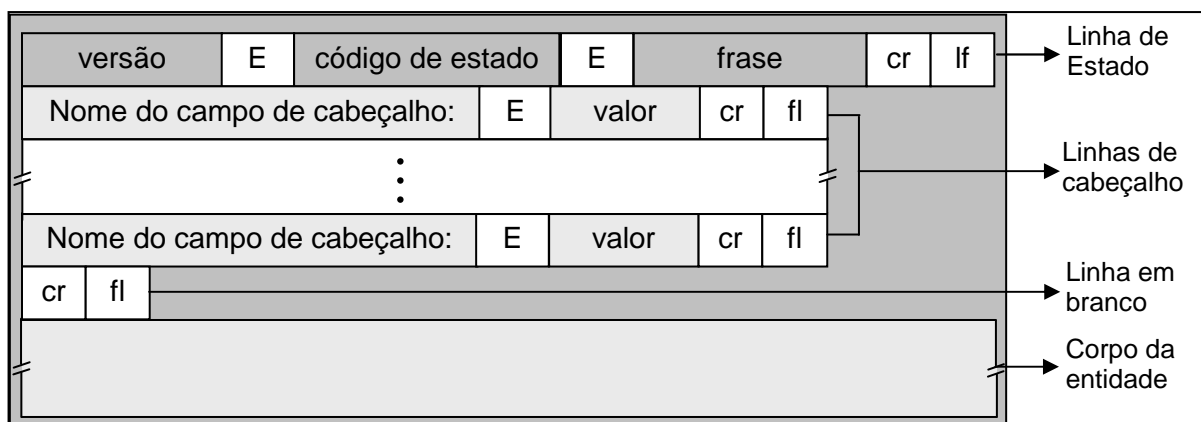 versão E código de estado E frase cr lf
Linha de
Estado
Nome do campo de cabeçalho: E valor cr fl
Linhas de
cabeçalho
Nome do campo de cabeçalho: E valor cr fl
cr fl
Linha em
branco
Corpo da
entidade